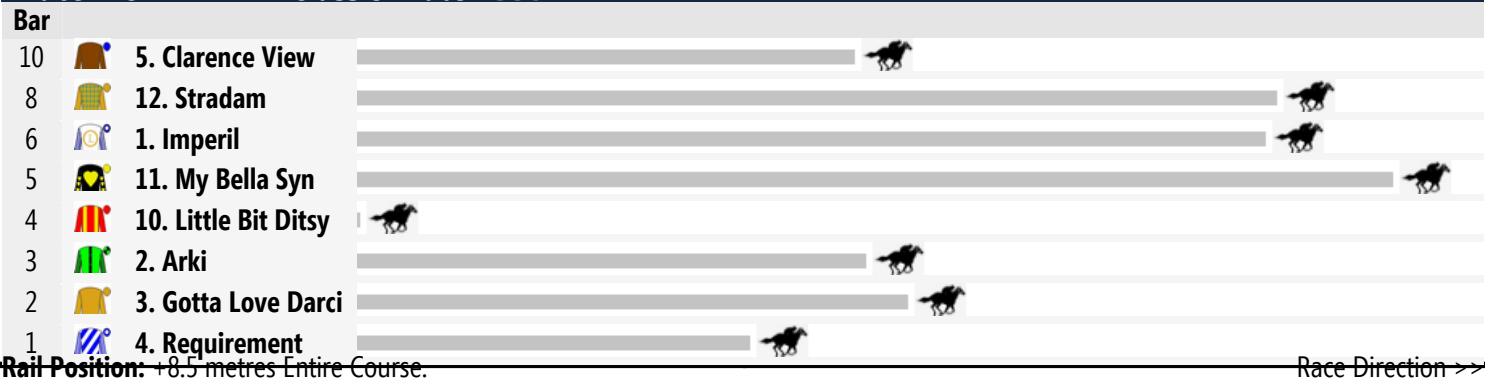 Bar
10 5. Clarence View
8 12. Stradam
6 1. Imperil
5 11. My Bella Syn
4 10. Little Bit Ditsy
3 2. Arki
2 3. Gotta Love Darci
1 4. Requirement
Rail Position: +8.5 metres Entire Course. Race Direction >>